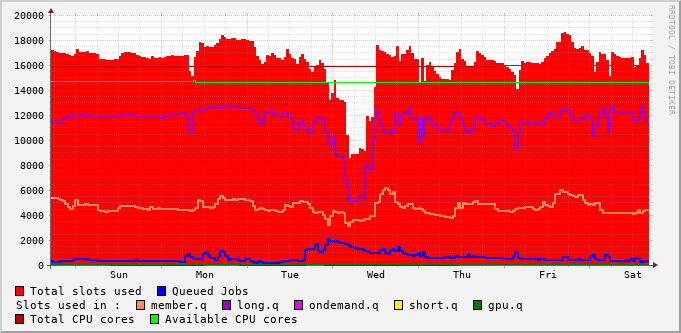 20000
18000
16000
14000
12000
10000
8000
6000
4000
2000
0
Sun Mon Tue Wed Thu Fri Sat
RRDTOOL / TOBI OETIKER
Total slots used Queued Jobs
Slots used in : member.q long.q ondemand.q short.q gpu.q
Total CPU cores Available CPU cores